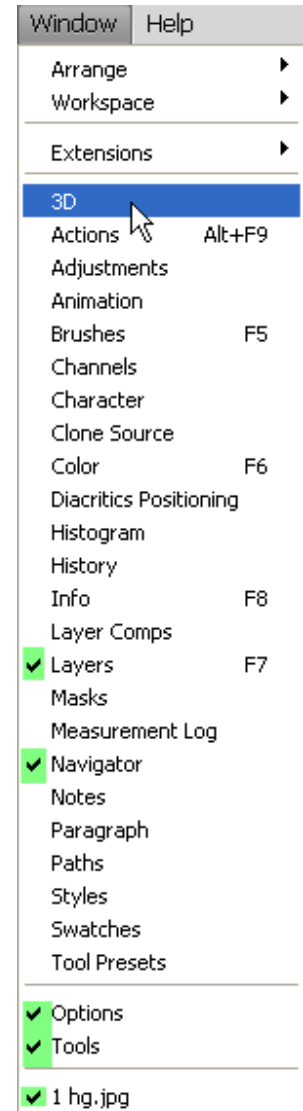 Window Help
Arrange
Workspace
Extensions
3D
Actions Alt+F9
Adjustments
Animation
Brushes F5
Channels
Character
Clone Source
Color F6
Diacritics Positioning
Histogram
History
Info F8
Layer Comps
Layers F7
Masks
Measurement Log
Navigator
Notes
Paragraph
Paths
Styles
Swatches
Tool Presets
Options
Tools
1 hg.jpg